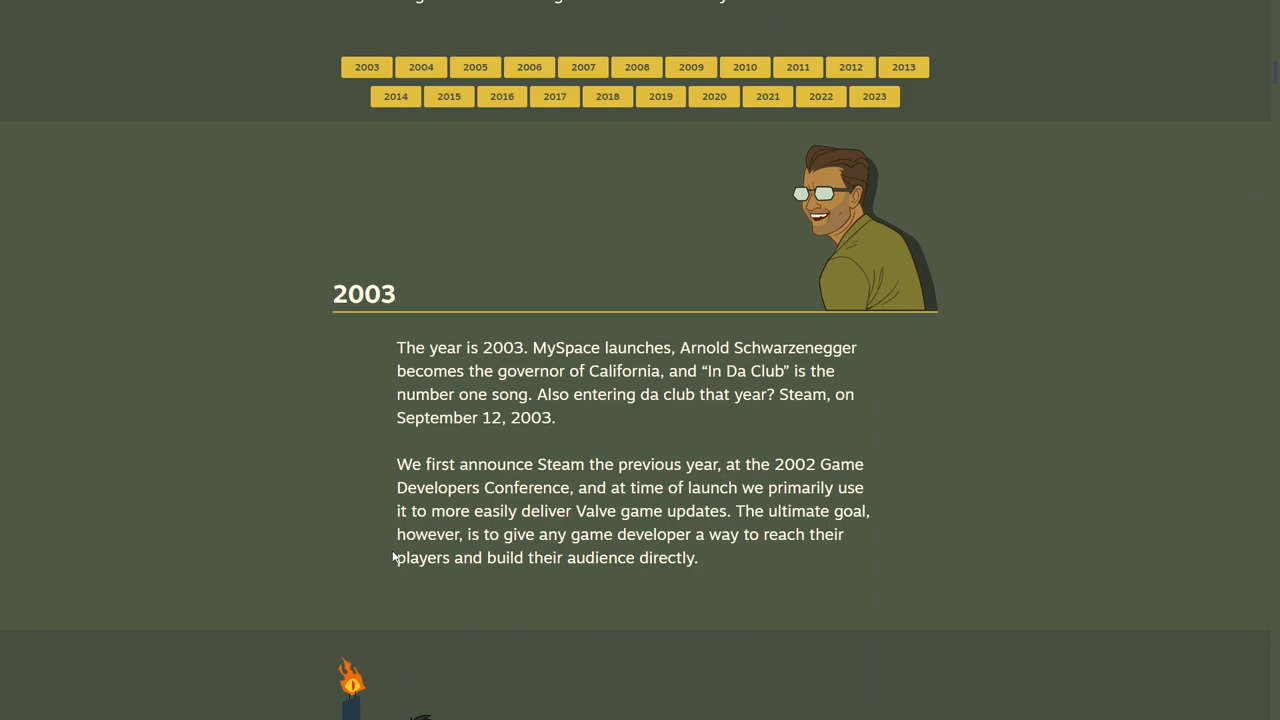 2003 2004 2005 2006 2007 2008 2009 2010 2011 2012 2013
2014 2015 2016 2017 2018 2019 2020 2021 2022 2023
2003
The year is 2003. MySpace launches, Arnold Schwarzenegger
becomes the governor of California, and “In Da Club” is the
number one song. Also entering da club that year? Steam, on
September 12, 2003.
We first announce Steam the previous year, at the 2002 Game
Developers Conference, and at time of launch we primarily use
it to more easily deliver Valve game updates. The ultimate goal,
however, is to give any game developer a way to reach their
players and build their audience directly.